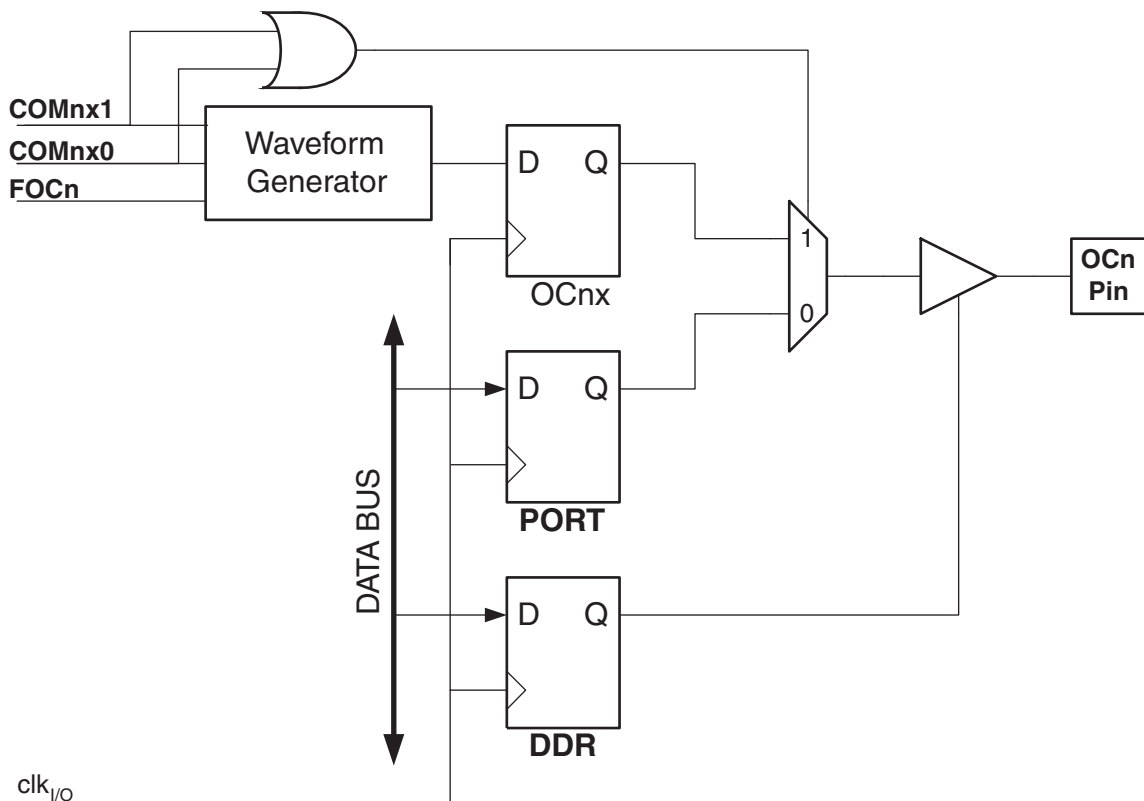 COMnx1
COMnx0
FOCn
Waveform
Generator
D Q
OCnx
1
0
OCn
Pin
D Q
PORT
DATA BUS
D Q
DDR
clkI/O